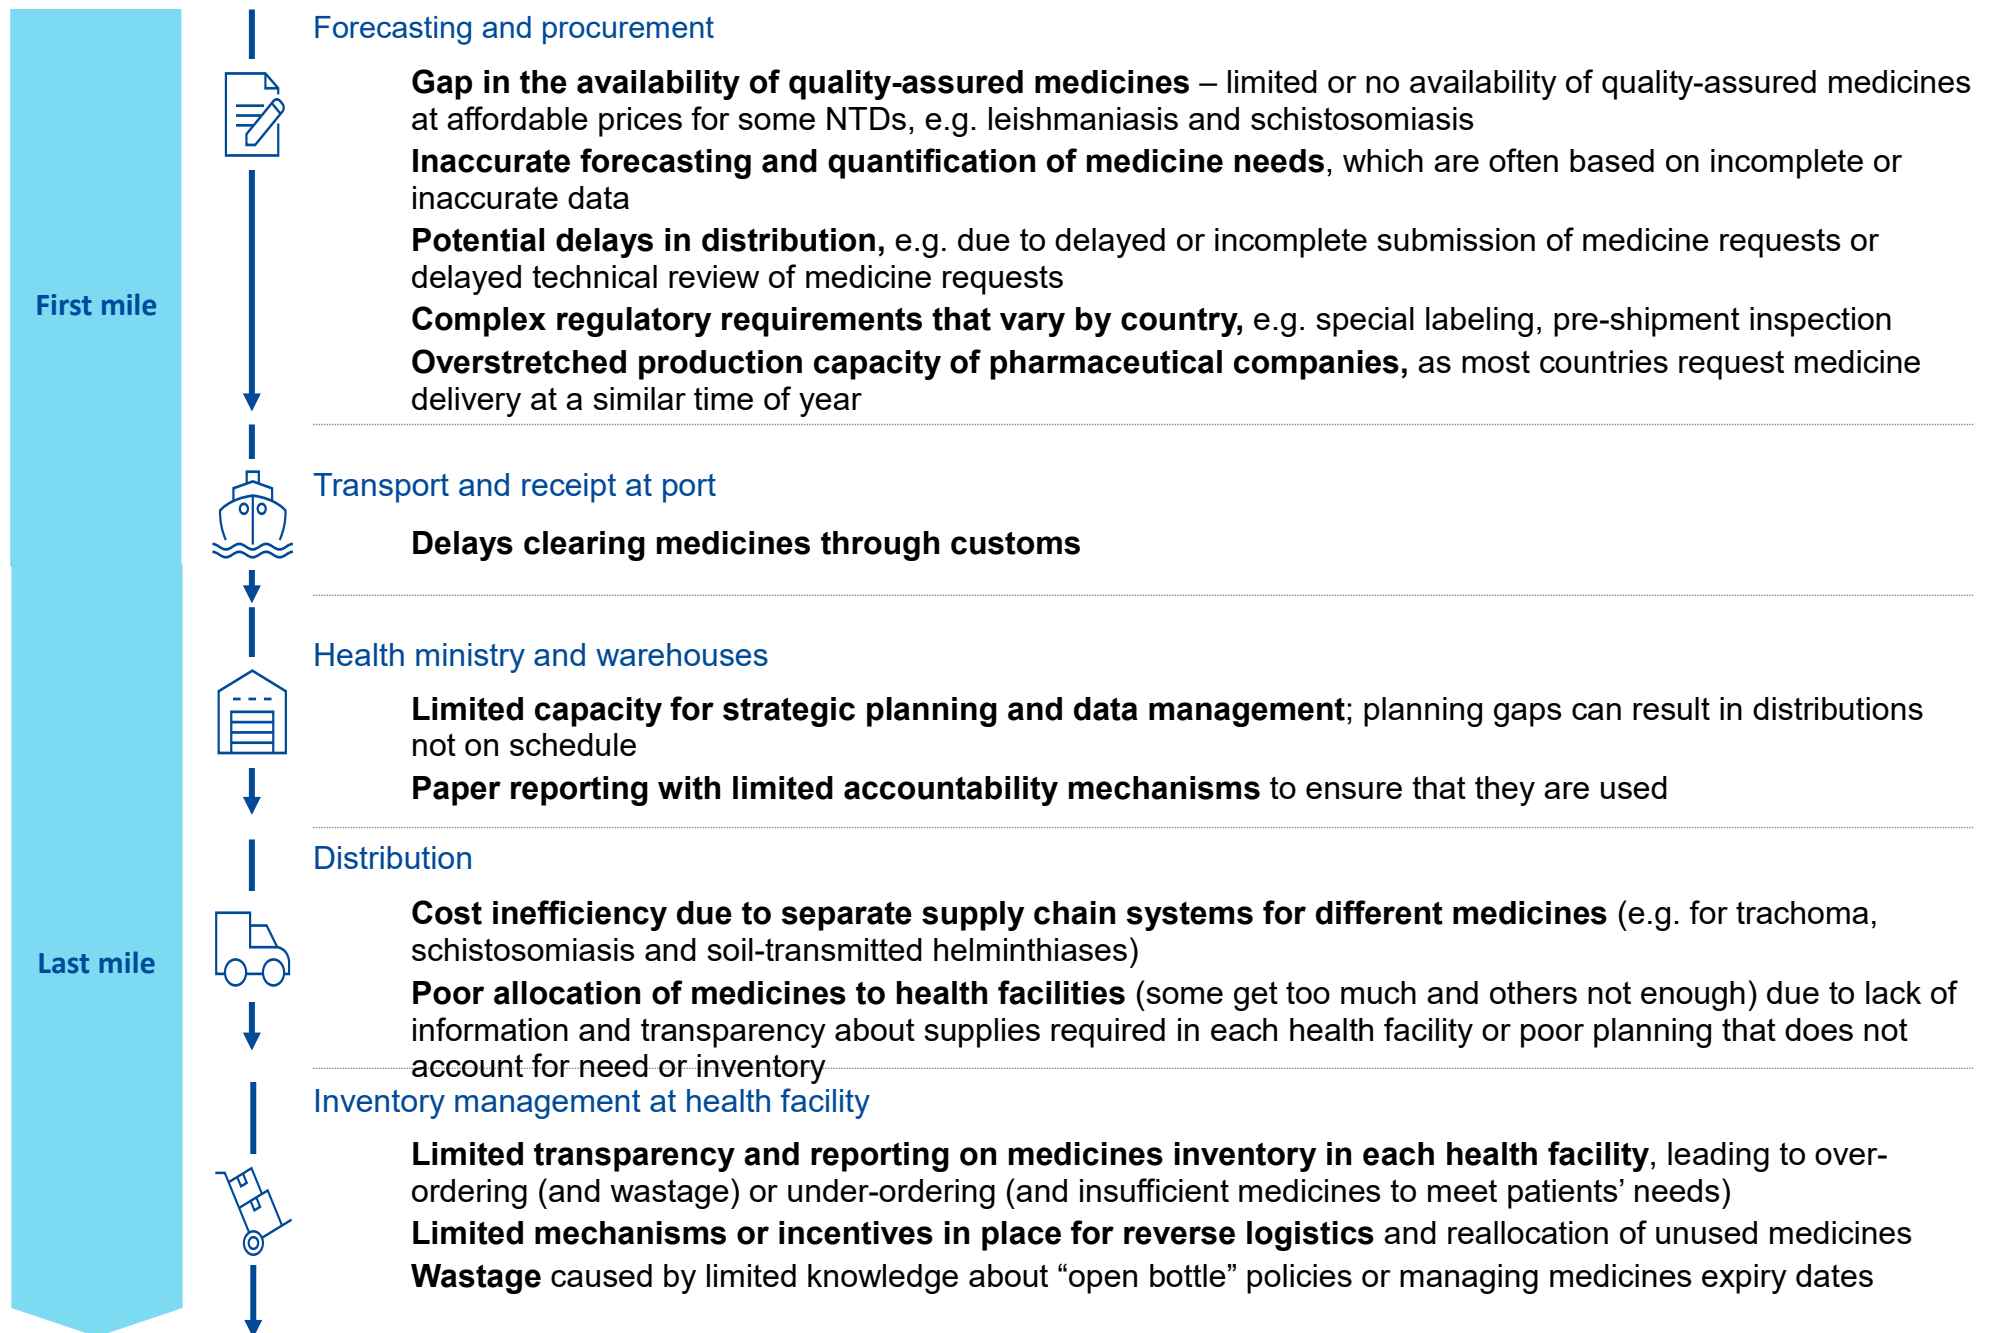 Forecasting and procurement
Gap in the availability of quality-assured medicines – limited or no availability of quality-assured medicines
at affordable prices for some NTDs, e.g. leishmaniasis and schistosomiasis
Inaccurate forecasting and quantification of medicine needs, which are often based on incomplete or
inaccurate data
Potential delays in distribution, e.g. due to delayed or incomplete submission of medicine requests or
delayed technical review of medicine requests
First mile
Complex regulatory requirements that vary by country, e.g. special labeling, pre-shipment inspection
Overstretched production capacity of pharmaceutical companies, as most countries request medicine
delivery at a similar time of year
Transport and receipt at port
Delays clearing medicines through customs
Health ministry and warehouses
Limited capacity for strategic planning and data management; planning gaps can result in distributions
not on schedule
Paper reporting with limited accountability mechanisms to ensure that they are used
Distribution
Cost inefficiency due to separate supply chain systems for different medicines (e.g. for trachoma,
schistosomiasis and soil-transmitted helminthiases)
Last mile
Poor allocation of medicines to health facilities (some get too much and others not enough) due to lack of
information and transparency about supplies required in each health facility or poor planning that does not
account for need or inventory
Inventory management at health facility
Limited transparency and reporting on medicines inventory in each health facility, leading to over-
ordering (and wastage) or under-ordering (and insufficient medicines to meet patients’ needs)
Limited mechanisms or incentives in place for reverse logistics and reallocation of unused medicines
Wastage caused by limited knowledge about “open bottle” policies or managing medicines expiry dates